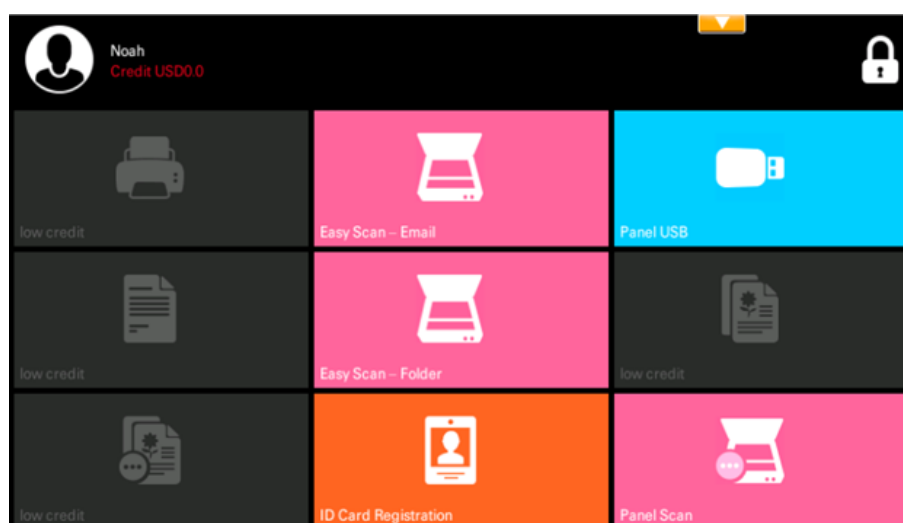 Noah
Credit USD0.0
low credit
Easy Scan – Email
Panel USB
low credit
Easy Scan – Folder
low credit
low credit
ID Card Registration
Panel Scan